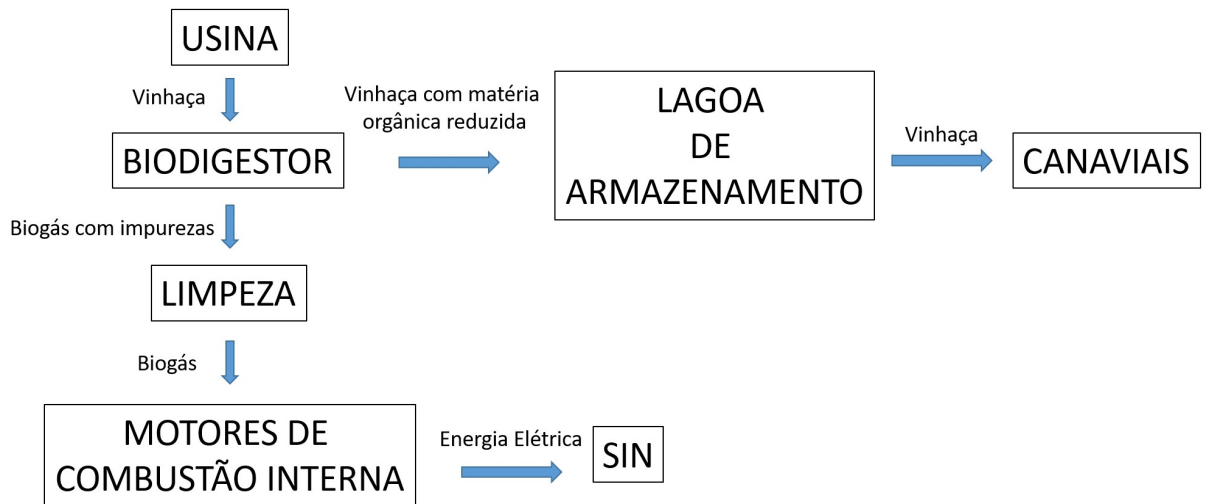 USINA
Vinhaça
BIODIGESTOR
Vinhaça com matéria
orgânica reduzida
LAGOA
DE
ARMAZENAMENTO
Vinhaça
CANAVIAIS
Biogás com impurezas
LIMPEZA
Biogás
MOTORES DE
COMBUSTÃO INTERNA
Energia Elétrica
SIN